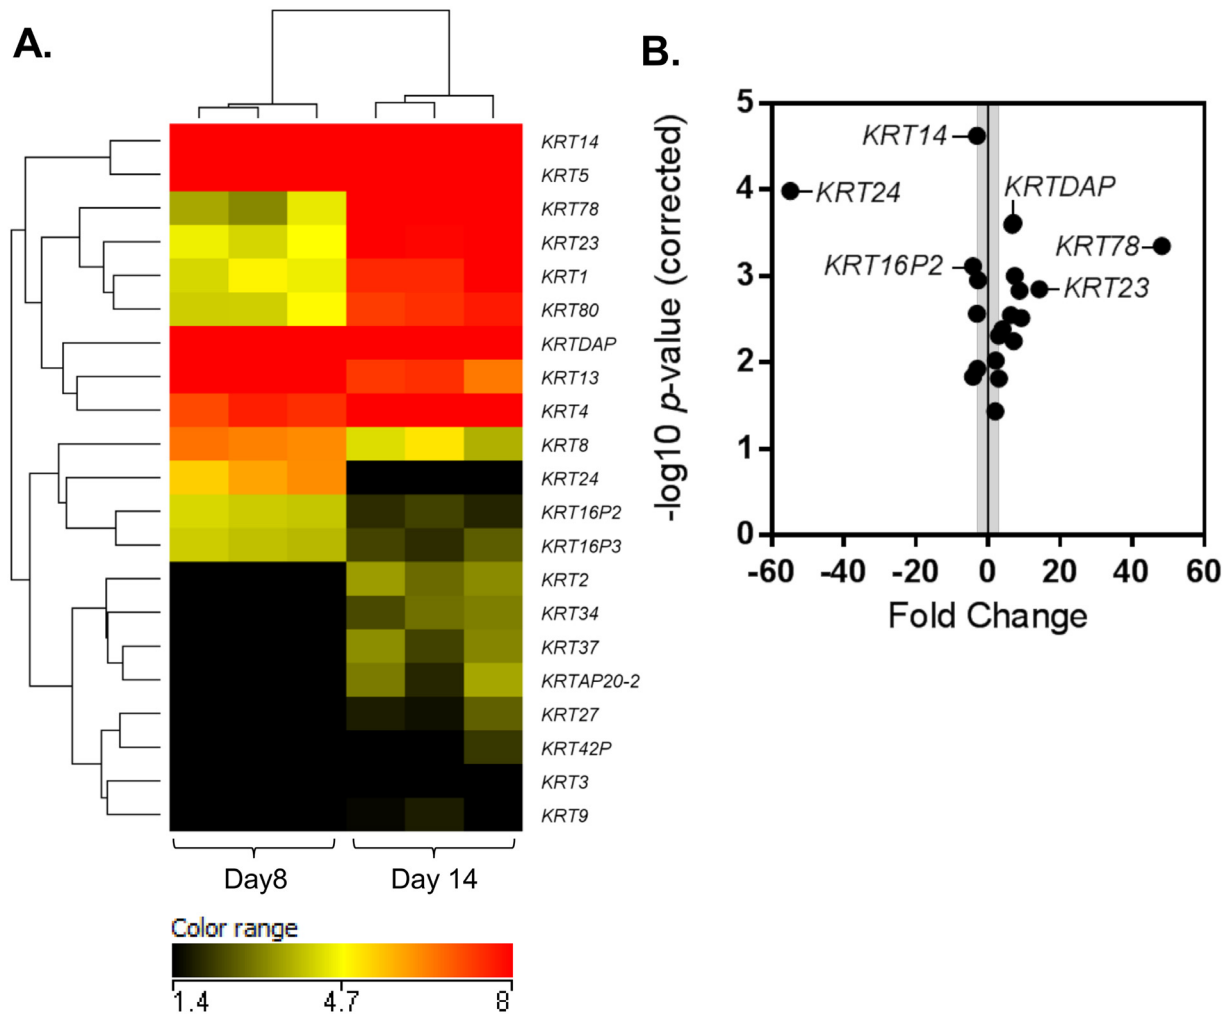 A.
KRT14
KRT5
KRT78
KRT23
KRT1
KRT80
KRTDAP
KRT13
KRT4
KRT8
KRT24
KRT16P2
KRT16P3
KRT2
KRT34
KRT37
KRTAP20-2
KRT27
KRT42P
KRT3
KRT9
Day8 Day 14
Color range
1.4 4.7 8
B.
-log10 p-value (corrected)
5
4
3
2
1
0
KRT14
KRT24
KRTDAP
KRT78
KRT16P2
KRT23
-60 -40 -20 0 20 40 60
Fold Change